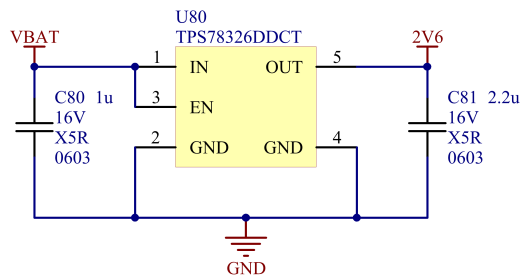 U80
TPS78326DDCT
VBAT
2V6
1
IN
OUT
5
3
EN
2
GND
GND
4
C80 1u
16V
X5R
0603
C81 2.2u
16V
X5R
0603
GND